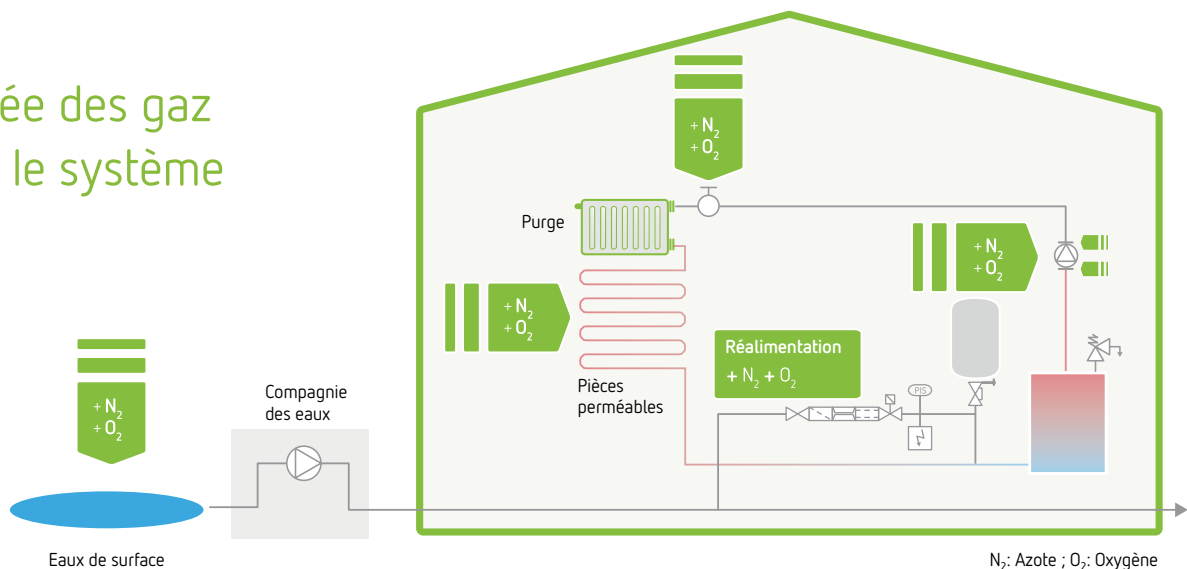 ée des gaz
le système
+ N₂
+ O₂
Purge
+ N₂
+ O₂
+ N₂
+ O₂
Réalimentation
+ N₂ + O₂
Pièces
perméables
PIS
Compagnie
des eaux
+ N₂
+ O₂
Eaux de surface
N₂: Azote ; O₂: Oxygène